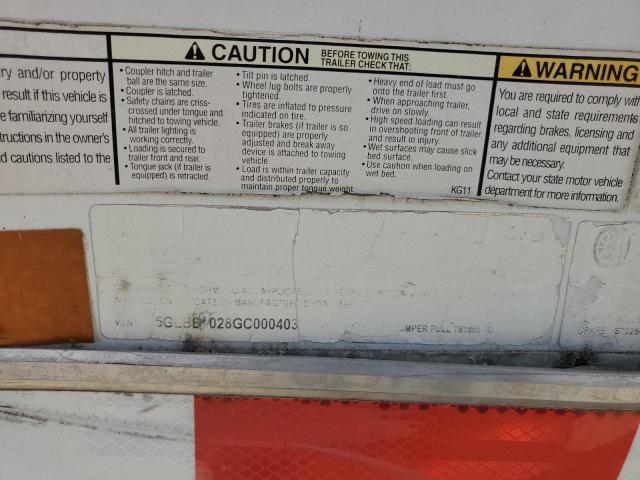 CAUTION BEFORE TOWING THIS
TRAILER CHECK THAT:
and/or property
result if this vehicle is
familiarizing yourself
in the owner's
cautions listed to the
• Coupler hitch and trailer
ball are the same size.
• Coupler is latched.
• Safety chains are criss-
crossed under tongue and
hitched to towing vehicle.
• All trailer lighting is
working correctly.
• Loading is secured to
trailer front and rear.
• Tongue jack (if trailer is
equipped) is retracted.
• Tilt pin is latched.
• Wheel lug bolts are properly
tightened.
• Tires are inflated to pressure
indicated on tire.
• Trailer brakes (if trailer is so
equipped) are properly
adjusted and break away
device is attached to towing
vehicle.
• Load is within trailer capacity
and distributed properly to
maintain proper tongue weight
• Heavy end of load must go
onto the trailer first.
• When approaching trailer,
drive on slowly.
• High speed loading can result
in overshooting front of trailer
and result in injury.
• Wet surfaces may cause slick
bed surface.
• Use caution when loading on
wet bed.
KG11
WARNING
You are required to comply with
local and state requirements
regarding brakes, licensing and
any additional equipment that
may be necessary.
Contact your state motor vehicle
department for more information.
DATE OF MANUFACTURE
028GC000403
PULL